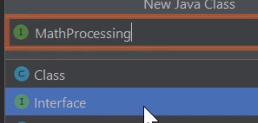 New Java Class
MathProcessing
Class
Interface